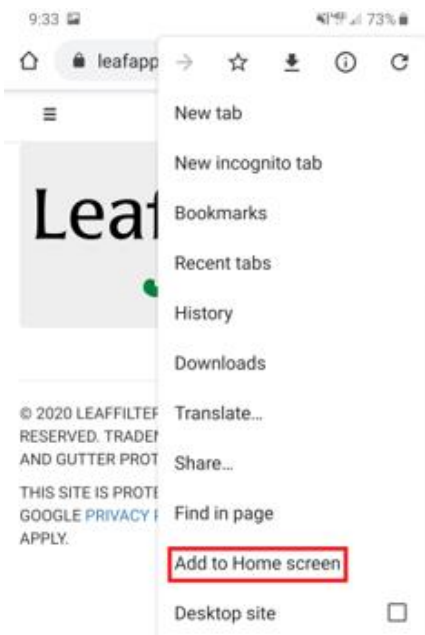 9:33 73%
leafapp
New tab
New incognito tab
Bookmarks
Leaf
Recent tabs
History
Downloads
© 2020 LEAFFILTER Translate...
RESERVED. TRADEM
AND GUTTER PROT Share...
THIS SITE IS PROTE
GOOGLE PRIVACY P Find in page
APPLY.
Add to Home screen
Desktop site